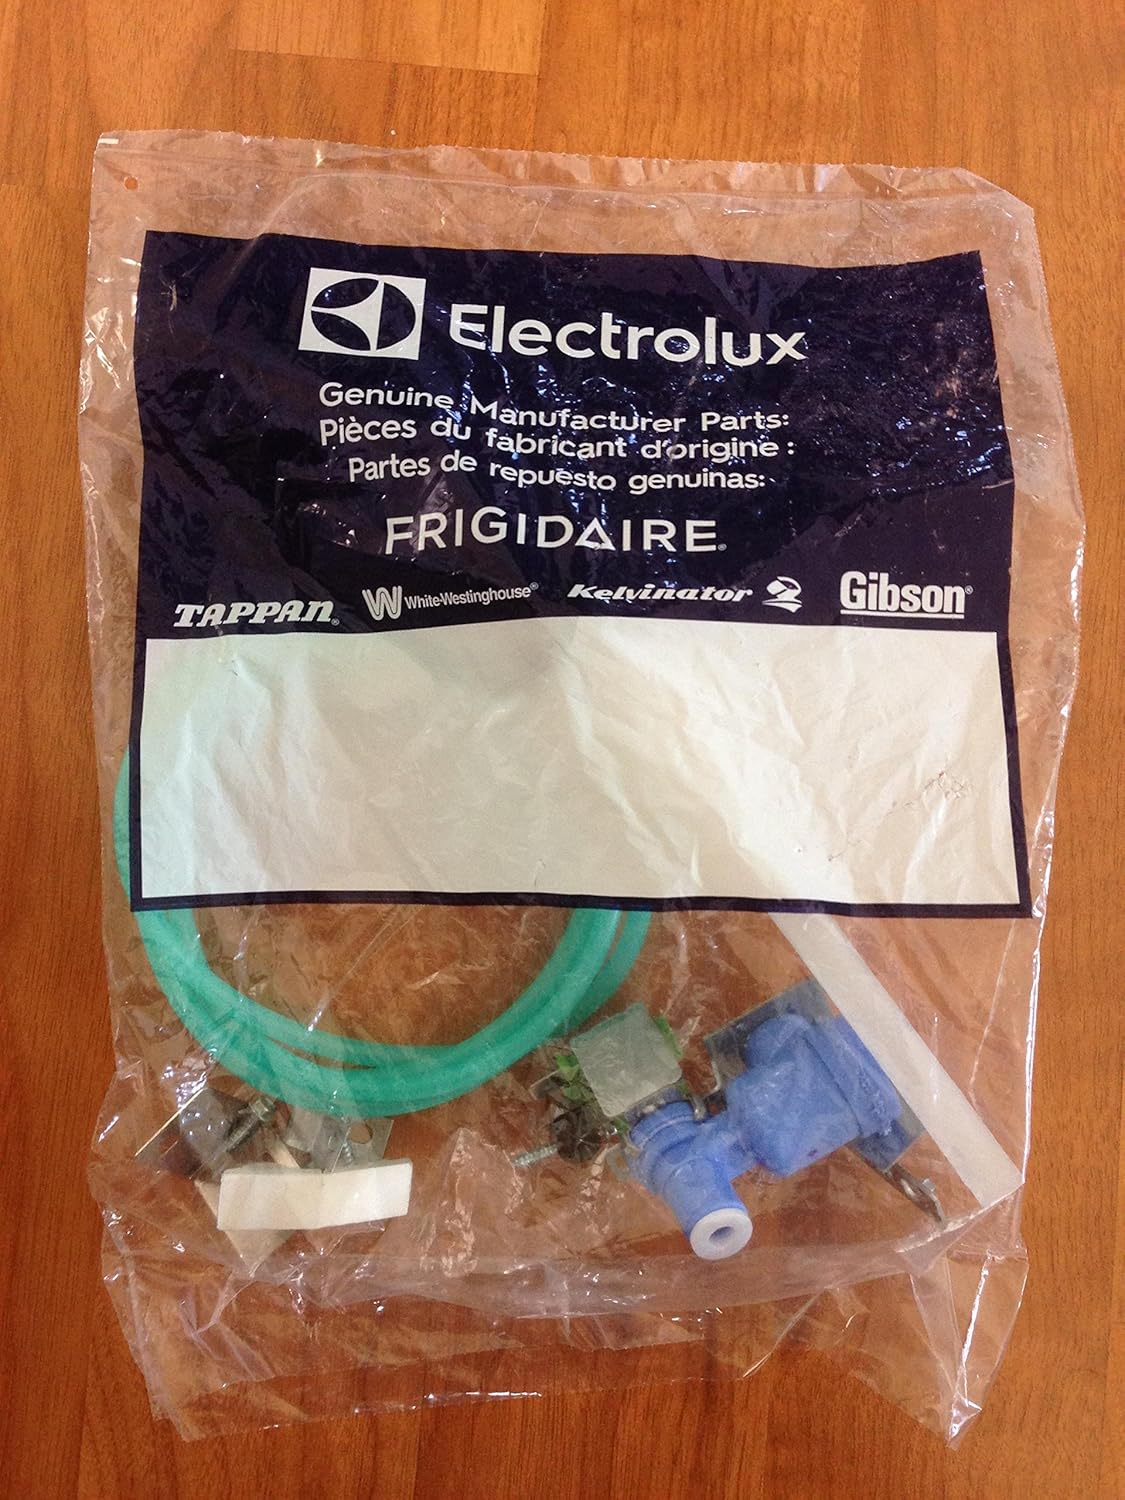 Electrolux
Genuine Manufacturer Parts:
Pièces du fabricant d'origine :
Partes de repuesto genuinas:
FRIGIDAIRE®
TAPPAN® W White-Westinghouse® Kelvinator Gibson®